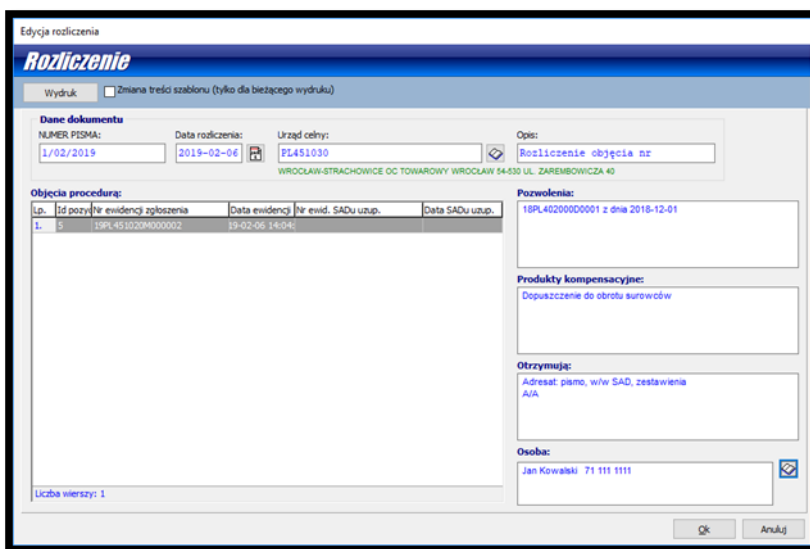 Edycja rozliczenia
Rozliczenie
Wydruk
Zmiana treści szablonu (tylko dla bieżącego wydruku)
Dane dokumentu
NUMER PISMA: Data rozliczenia: Urząd celny: Opis:
1/02/2019 2019-02-06 PL451030 Rozliczenie objęcia nr
WROCŁAW-STRACHOWICE OC TOWAROWY WROCŁAW 54-530 UL. ZAREMBOWICZA 40
Objęcia procedurą:
Lp. Id pozyc Nr ewidencji zgłoszenia Data ewidencji Nr ewid. SADu uzup. Data SADu uzup.
1. 5 19PL451020M000002 19-02-06 14:04:
Liczba wierszy: 1
Pozwolenia:
18PL402000D0001 z dnia 2018-12-01
Produkty kompensacyjne:
Dopuszczenie do obrotu surowców
Otrzymują:
Adresat: pismo, w/w SAD, zestawienia
A/A
Osoba:
Jan Kowalski 71 111 1111
Ok Anuluj